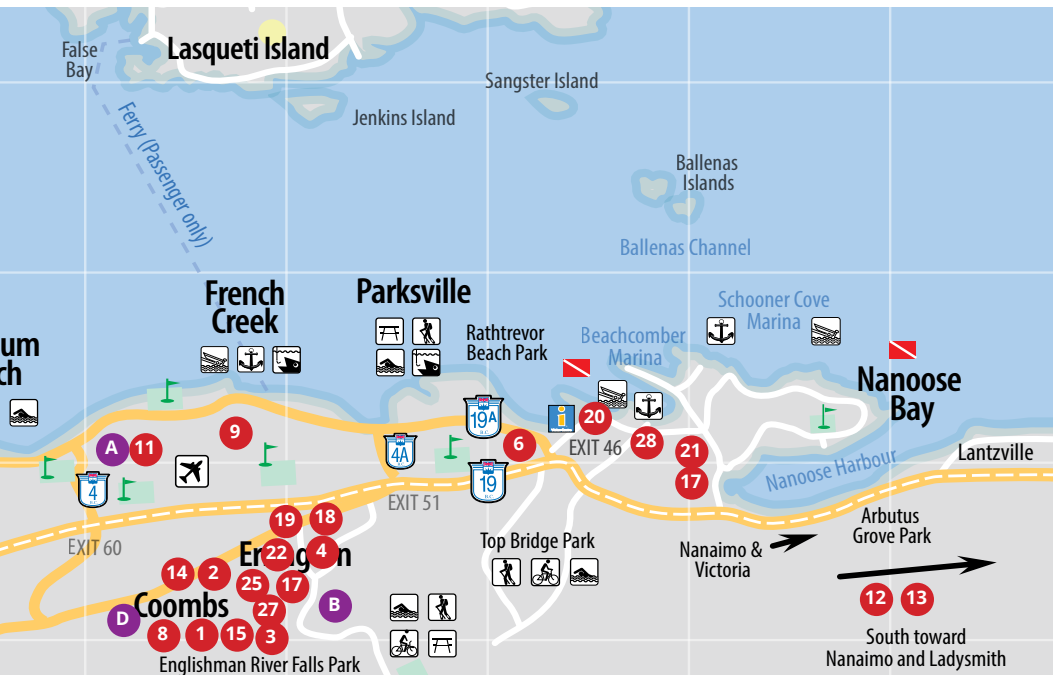 False
Bay
Lasqueti Island
Sangster Island
Jenkins Island
Ferry (Passenger only)
Ballenas
Islands
Ballenas Channel
French
Creek
Parksville
Rathtrevor
Beach Park
Beachcomber
Marina
Schooner Cove
Marina
Nanoose
Bay
um
ch
i
20
19A
B.C.
9
A
11
4A
6
EXIT 46
28
21
17
Nanoose Harbour
Lantzville
4
19
B.C.
EXIT 51
EXIT 60
19
18
22
4
Top Bridge Park
Nanaimo &
Victoria
Arbutus
Grove Park
14
2
25
17
12
13
Coombs
27
B
D
8
1
15
3
South toward
Nanaimo and Ladysmith
Englishman River Falls Park